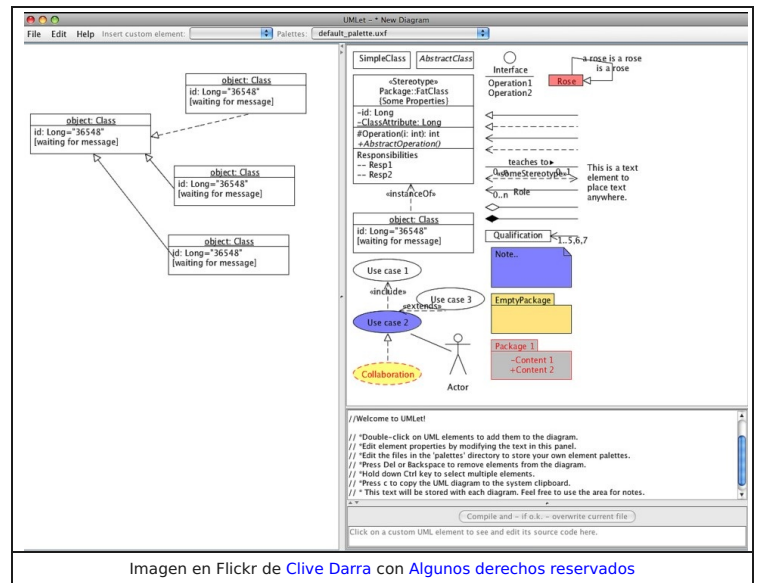 UMLet - * New Diagram
File Edit Help Insert custom element: Palettes: default_palette.uxf
object: Class
id: Long="36548"
[waiting for message]
object: Class
id: Long="36548"
[waiting for message]
object: Class
id: Long="36548"
[waiting for message]
object: Class
id: Long="36548"
[waiting for message]
SimpleClass
AbstractClass
Interface
Operation1
Operation2
a rose is a rose
is a rose
Rose
«Stereotype»
Package::FatClass
{Some Properties}
-id: Long
-ClassAttribute: Long
#Operation(i: int): int
+AbstractOperation()
Responsibilities
-- Resp1
-- Resp2
«instanceOf»
object: Class
id: Long="36548"
[waiting for message]
teaches to▸
0..n «someStereotype» 0..1
0..n Role
This is a text
element to
place text
anywhere.
Qualification
1..5,6,7
Note..
Use case 1
«include»
Use case 3
«extends»
Use case 2
EmptyPackage
Collaboration
Actor
Package 1
-Content 1
+Content 2
//Welcome to UMLet!
// *Double-click on UML elements to add them to the diagram.
// *Edit element properties by modifying the text in this panel.
// *Edit the files in the 'palettes' directory to store your own element palettes.
// *Press Del or Backspace to remove elements from the diagram.
// *Hold down Ctrl key to select multiple elements.
// *Press c to copy the UML diagram to the system clipboard.
// * This text will be stored with each diagram. Feel free to use the area for notes.
Compile and - if o.k. - overwrite current file
Click on a custom UML element to see and edit its source code here.
Imagen en Flickr de Clive Darra con Algunos derechos reservados